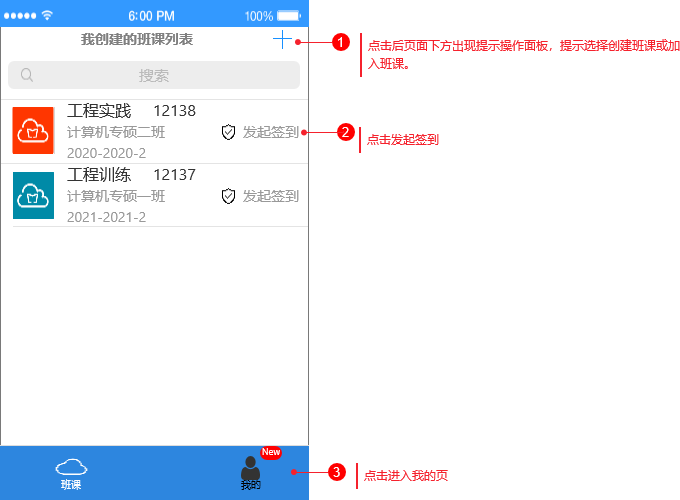 6:00 PM 100%
我创建的班课列表
1 点击后页面下方出现提示操作面板，提示选择创建班课或加
入班课。
搜索
工程实践 12138
计算机专硕二班 发起签到
2 点击发起签到
2020-2020-2
工程训练 12137
计算机专硕一班 发起签到
2021-2021-2
New
班课 我的
3 点击进入我的页